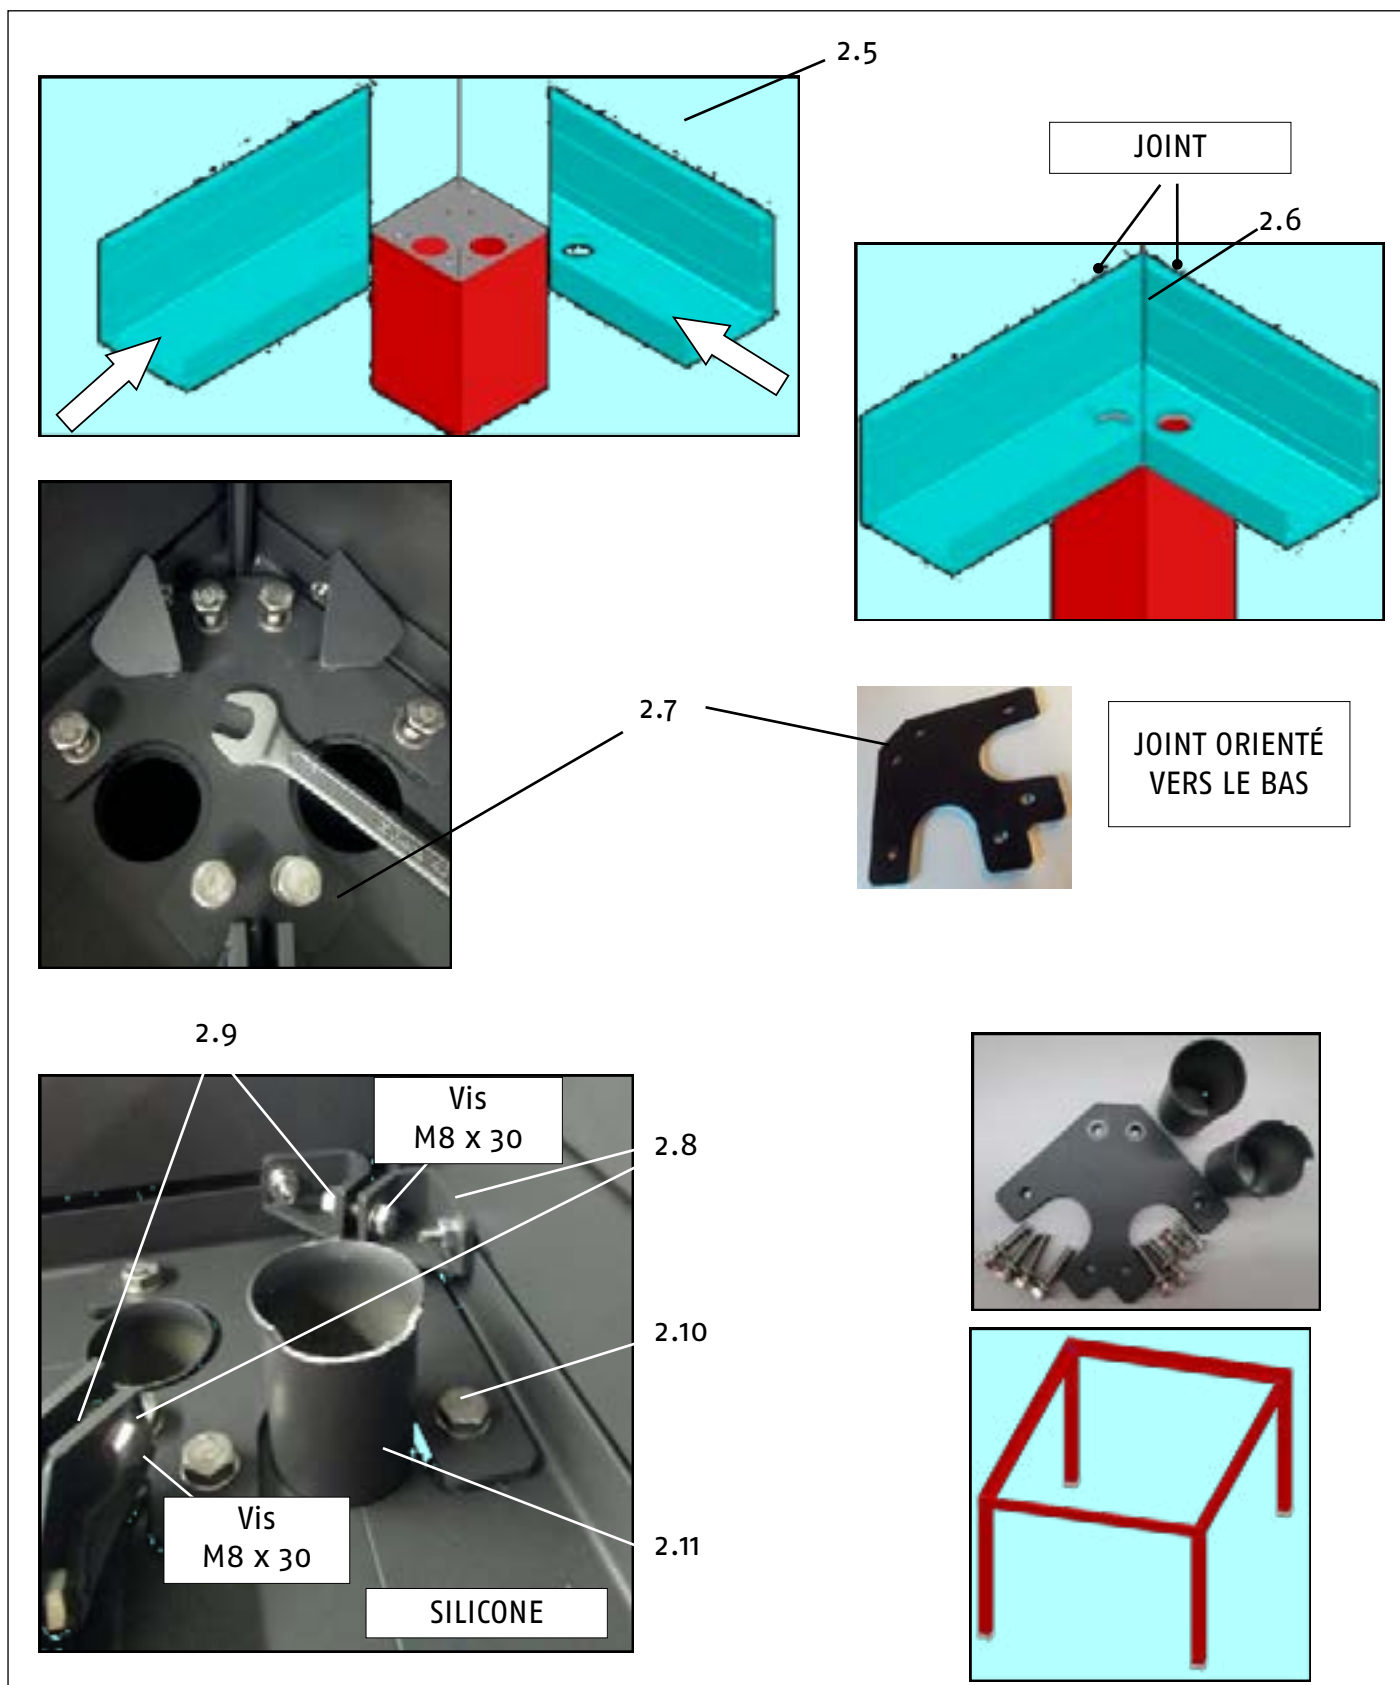 2.5
JOINT
2.6
2.7
JOINT ORIENTÉ
VERS LE BAS
2.9
Vis
M8 x 30
2.8
2.10
Vis
M8 x 30
2.11
SILICONE